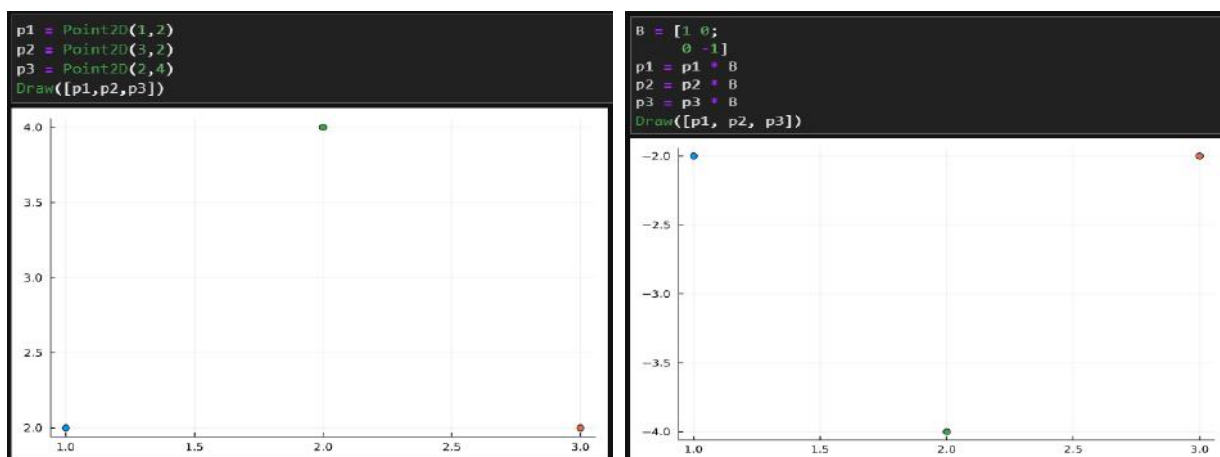 p1 = Point2D(1,2)
p2 = Point2D(3,2)
p3 = Point2D(2,4)
Draw([p1,p2,p3])
4.0
3.5
3.0
2.5
2.0
1.0 1.5 2.0 2.5 3.0
B = [1 0;
0 -1]
p1 = p1 * B
p2 = p2 * B
p3 = p3 * B
Draw([p1, p2, p3])
−2.0
−2.5
−3.0
−3.5
−4.0
1.0 1.5 2.0 2.5 3.0